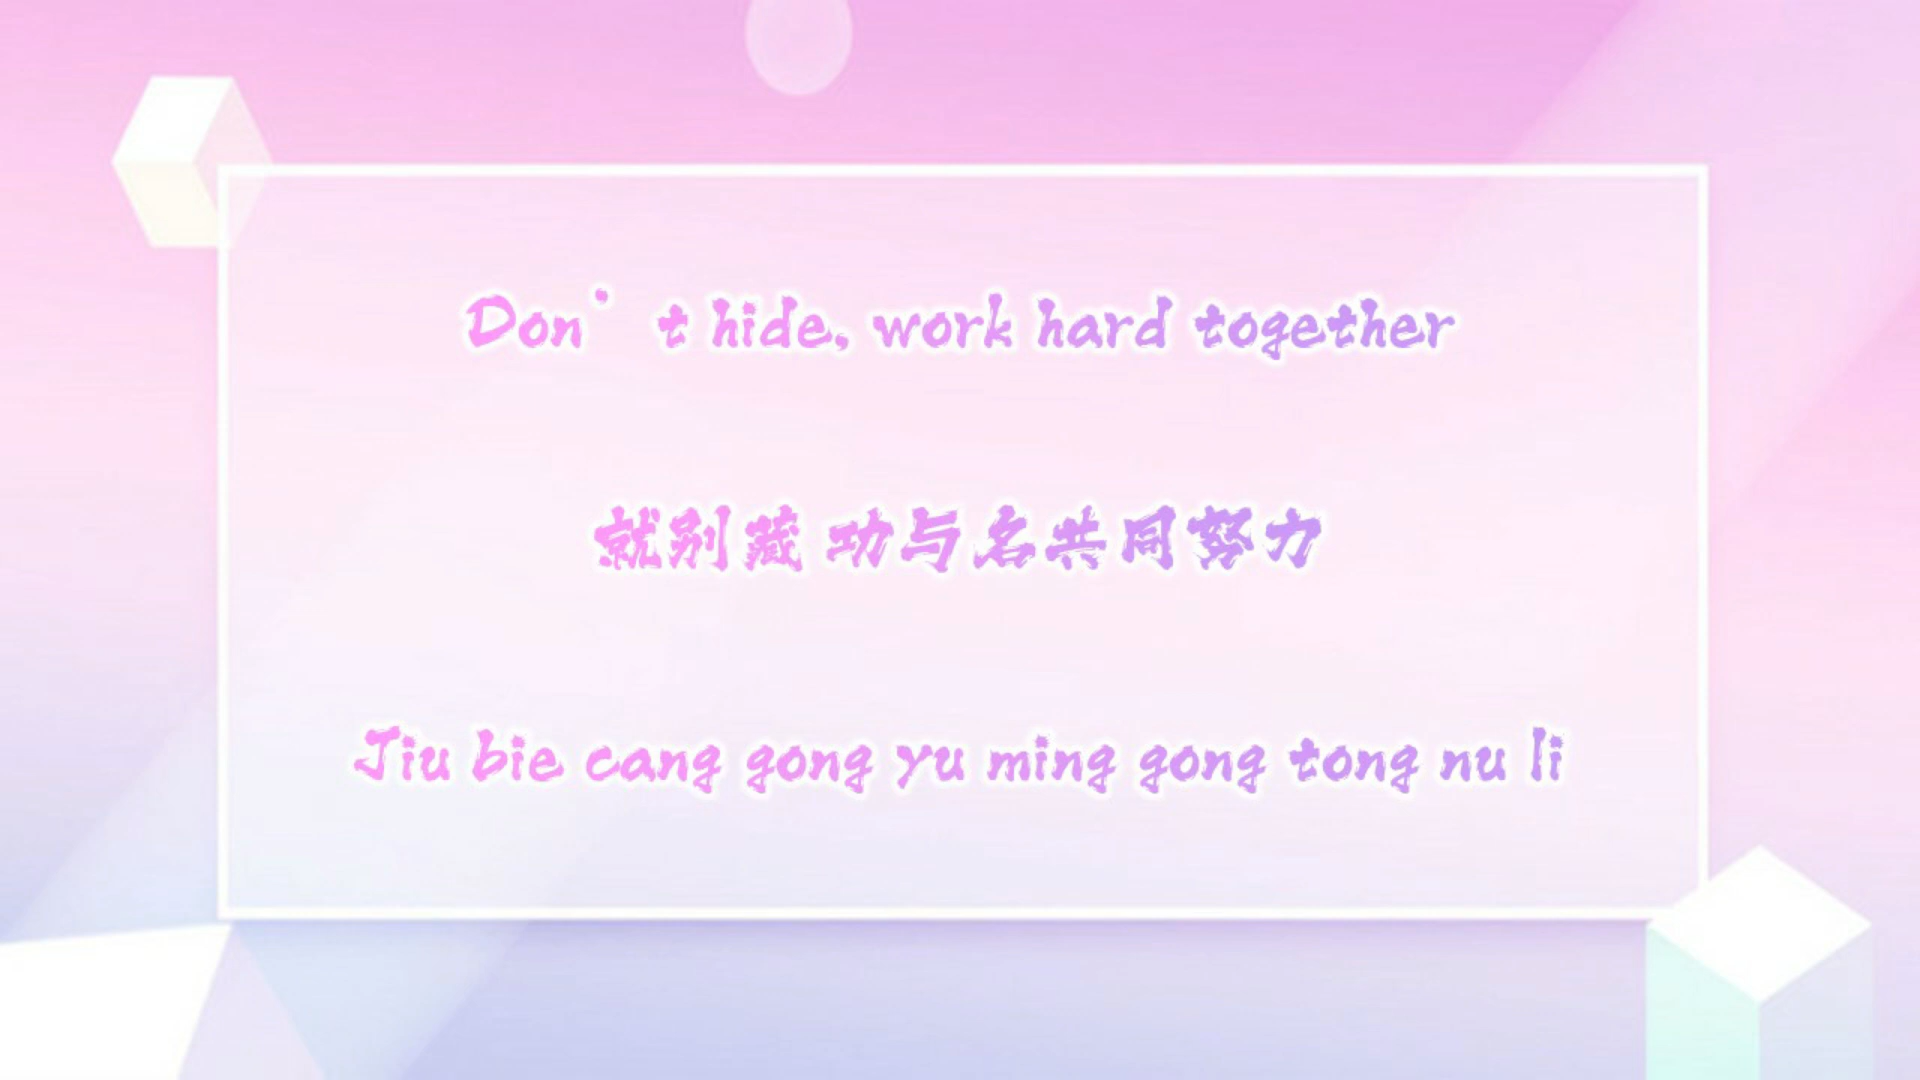 Don’t hide, work hard together
就别藏 功与名共同努力
Jiu bie cang gong yu ming gong tong nu li